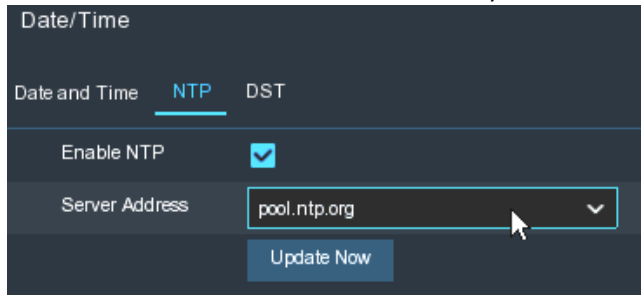 Date/Time
Date and Time NTP DST
Enable NTP
Server Address pool.ntp.org
Update Now